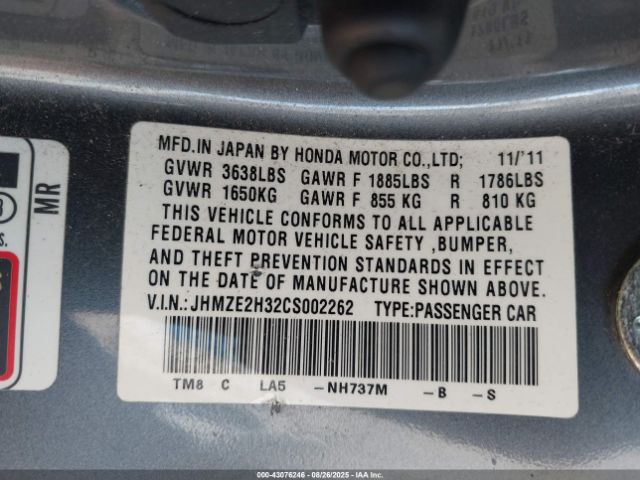 MFD.IN JAPAN BY HONDA MOTOR CO.,LTD; 11/'11
GVWR 3638LBS GAWR F 1885LBS R 1786LBS
GVWR 1650KG GAWR F 855 KG R 810 KG
THIS VEHICLE CONFORMS TO ALL APPLICABLE
FEDERAL MOTOR VEHICLE SAFETY ,BUMPER,
AND THEFT PREVENTION STANDARDS IN EFFECT
ON THE DATE OF MANUFACTURE SHOWN ABOVE.
V.I.N.: JHMZE2H32CS002262 TYPE:PASSENGER CAR
TM8 C LA5 -NH737M -B -S
MR
S.
IAA-43076246 - 08/26/2025 - IAAI.COM